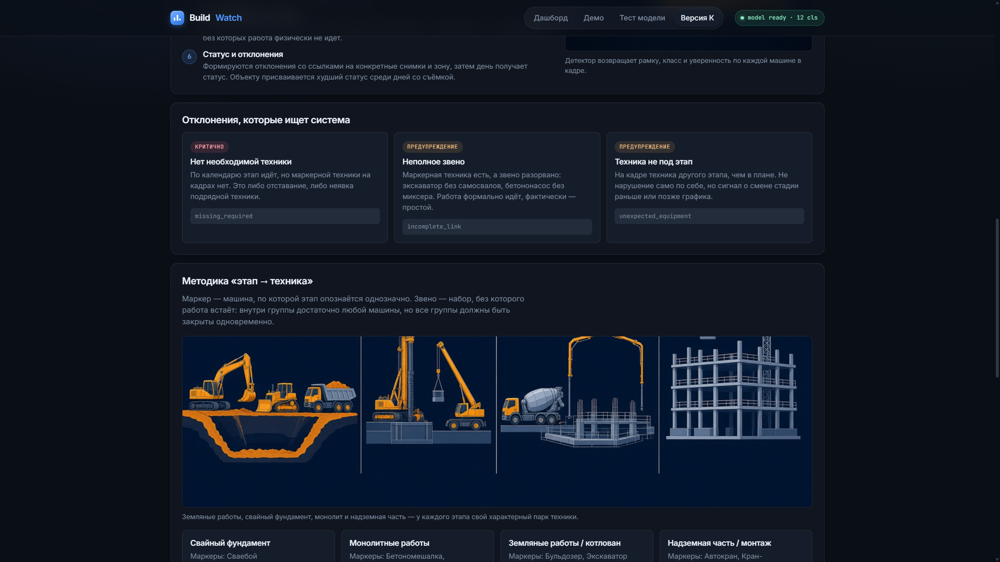 Build Watch
Дашборд
Демо
Тест модели
Версия К
model ready · 12 cls
без которых работа физически не идет.
6
Статус и отклонения
Формируются отклонения со ссылками на конкретные снимки и зону, затем день получает
статус. Объекту присваивается худший статус среди дней со съёмкой.
Детектор возвращает рамку, класс и уверенность по каждой машине в
кадре.
Отклонения, которые ищет система
КРИТИЧНО
Нет необходимой техники
По календарю этап идёт, но маркерной техники на
кадрах нет. Это либо отставание, либо неявка
подрядной техники.
missing_required
ПРЕДУПРЕЖДЕНИЕ
Неполное звено
Маркерная техника есть, а звено разорвано:
экскаватор без самосвалов, бетононасос без
миксера. Работа формально идёт, фактически —
простой.
incomplete_link
ПРЕДУПРЕЖДЕНИЕ
Техника не под этап
На кадре техника другого этапа, чем в плане. Не
нарушение само по себе, но сигнал о смене стадии
раньше или позже графика.
unexpected_equipment
Методика «этап → техника»
Маркер — машина, по которой этап опознаётся однозначно. Звено — набор, без которого
работа встаёт: внутри группы достаточно любой машины, но все группы должны быть
закрыты одновременно.
Земляные работы, свайный фундамент, монолит и надземная часть — у каждого этапа свой характерный парк техники.
Свайный фундамент
Маркеры: Сваебой
Монолитные работы
Маркеры: Бетономешалка,
Земляные работы / котлован
Маркеры: Бульдозер, Экскаватор
Надземная часть / монтаж
Маркеры: Автокран, Кран-